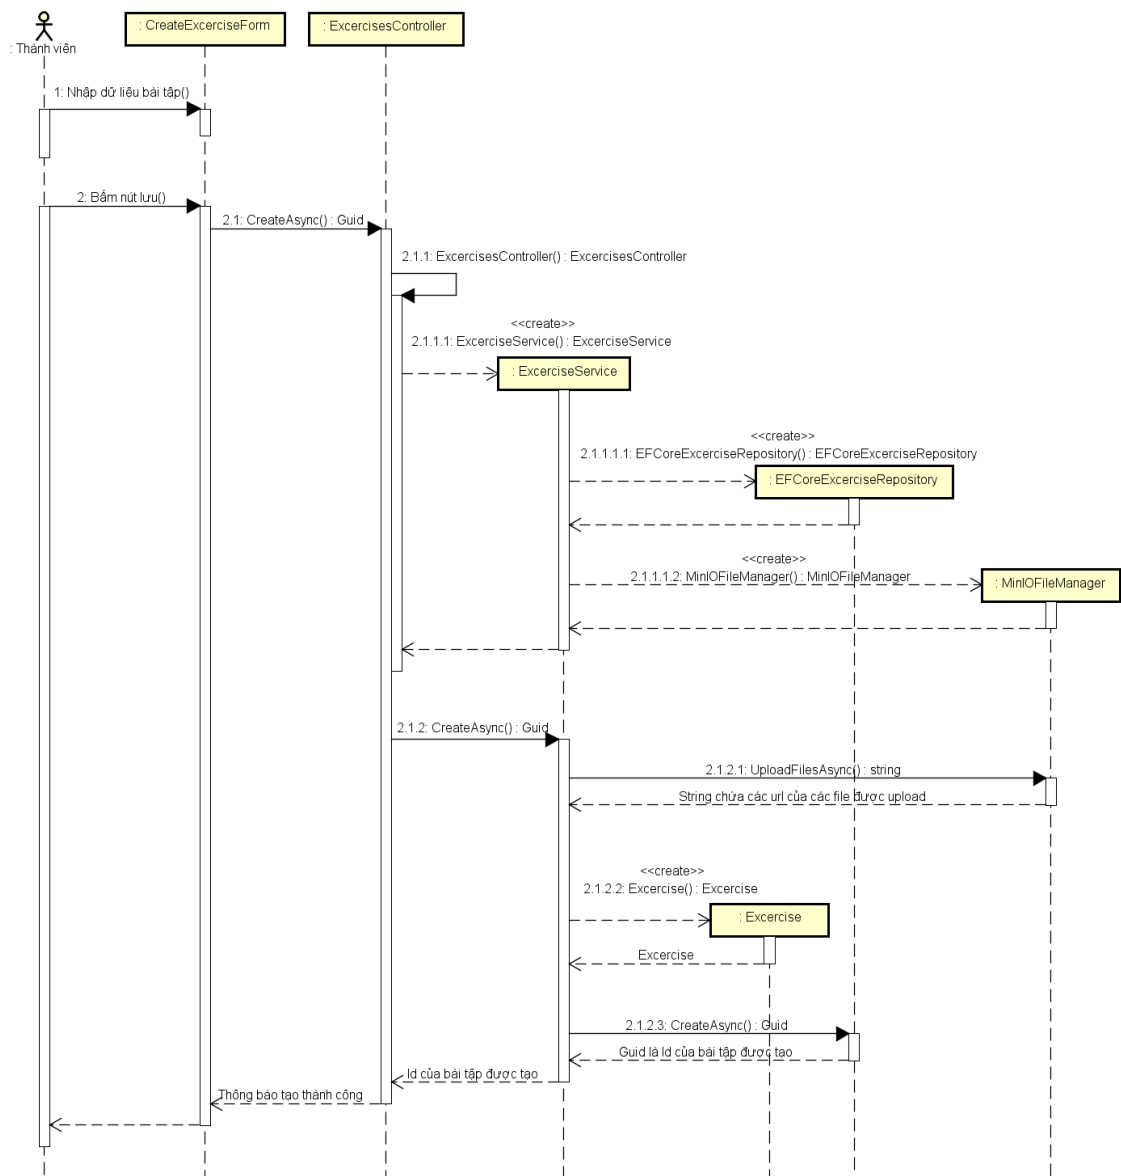 : CreateExcerciseForm
: ExcercisesController
: Thành viên
1: Nhập dữ liệu bài tập()
2: Bấm nút lưu()
2.1: CreateAsync() : Guid
2.1.1: ExcercisesController() : ExcercisesController
<<create>>
2.1.1.1: ExcerciseService() : ExcerciseService
: ExcerciseService
<<create>>
2.1.1.1.1: EFCoreExcerciseRepository() : EFCoreExcerciseRepository
: EFCoreExcerciseRepository
<<create>>
2.1.1.1.2: MinIOFileManager() : MinIOFileManager
: MinIOFileManager
2.1.2: CreateAsync() : Guid
2.1.2.1: UploadFilesAsync() : string
String chứa các url của các file được upload
<<create>>
2.1.2.2: Excercise() : Excercise
: Excercise
Excercise
2.1.2.3: CreateAsync() : Guid
Guid là Id của bài tập được tạo
Id của bài tập được tạo
Thông báo tạo thành công